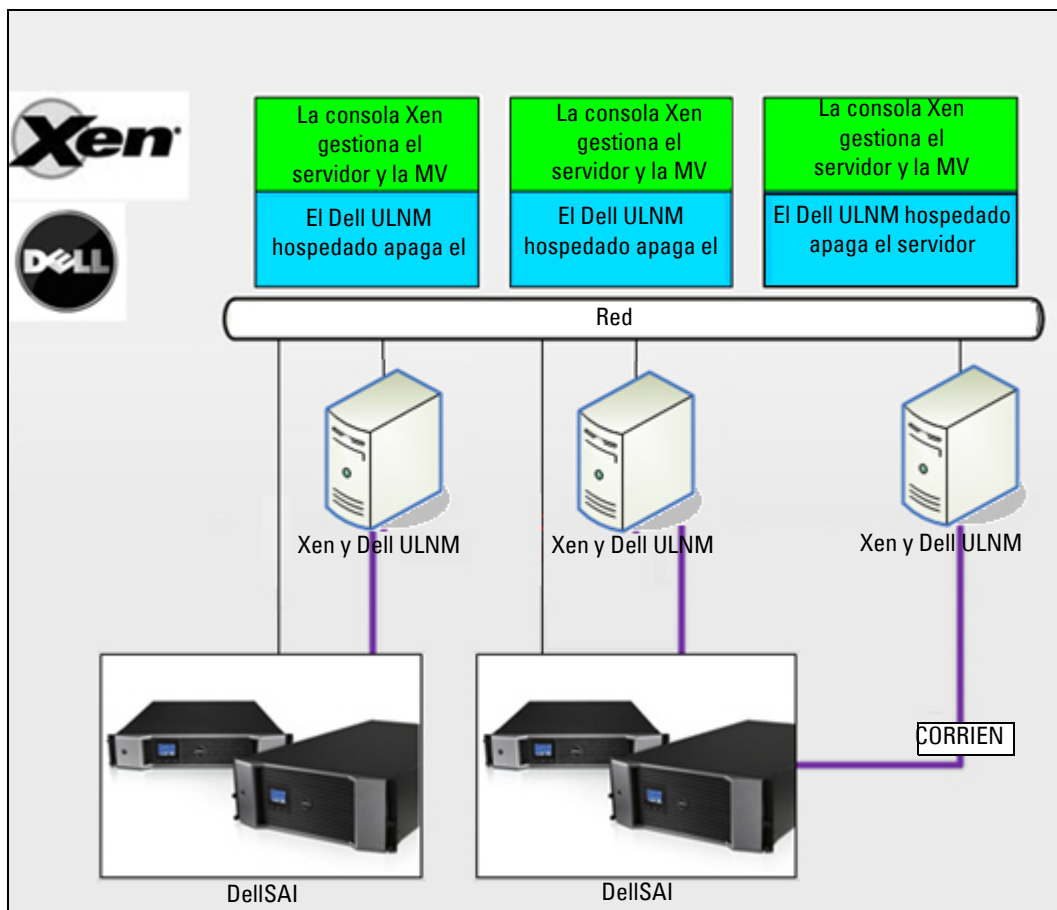 Xen
La consola Xen
gestiona el
servidor y la MV
La consola Xen
gestiona el
servidor y la MV
La consola Xen
gestiona el
servidor y la MV
DELL
El Dell ULNM
hospedado apaga el
El Dell ULNM
hospedado apaga el
El Dell ULNM hospedado
apaga el servidor
Red
Xen y Dell ULNM
Xen y Dell ULNM
Xen y Dell ULNM
CORRIEN
DellSAI
DellSAI